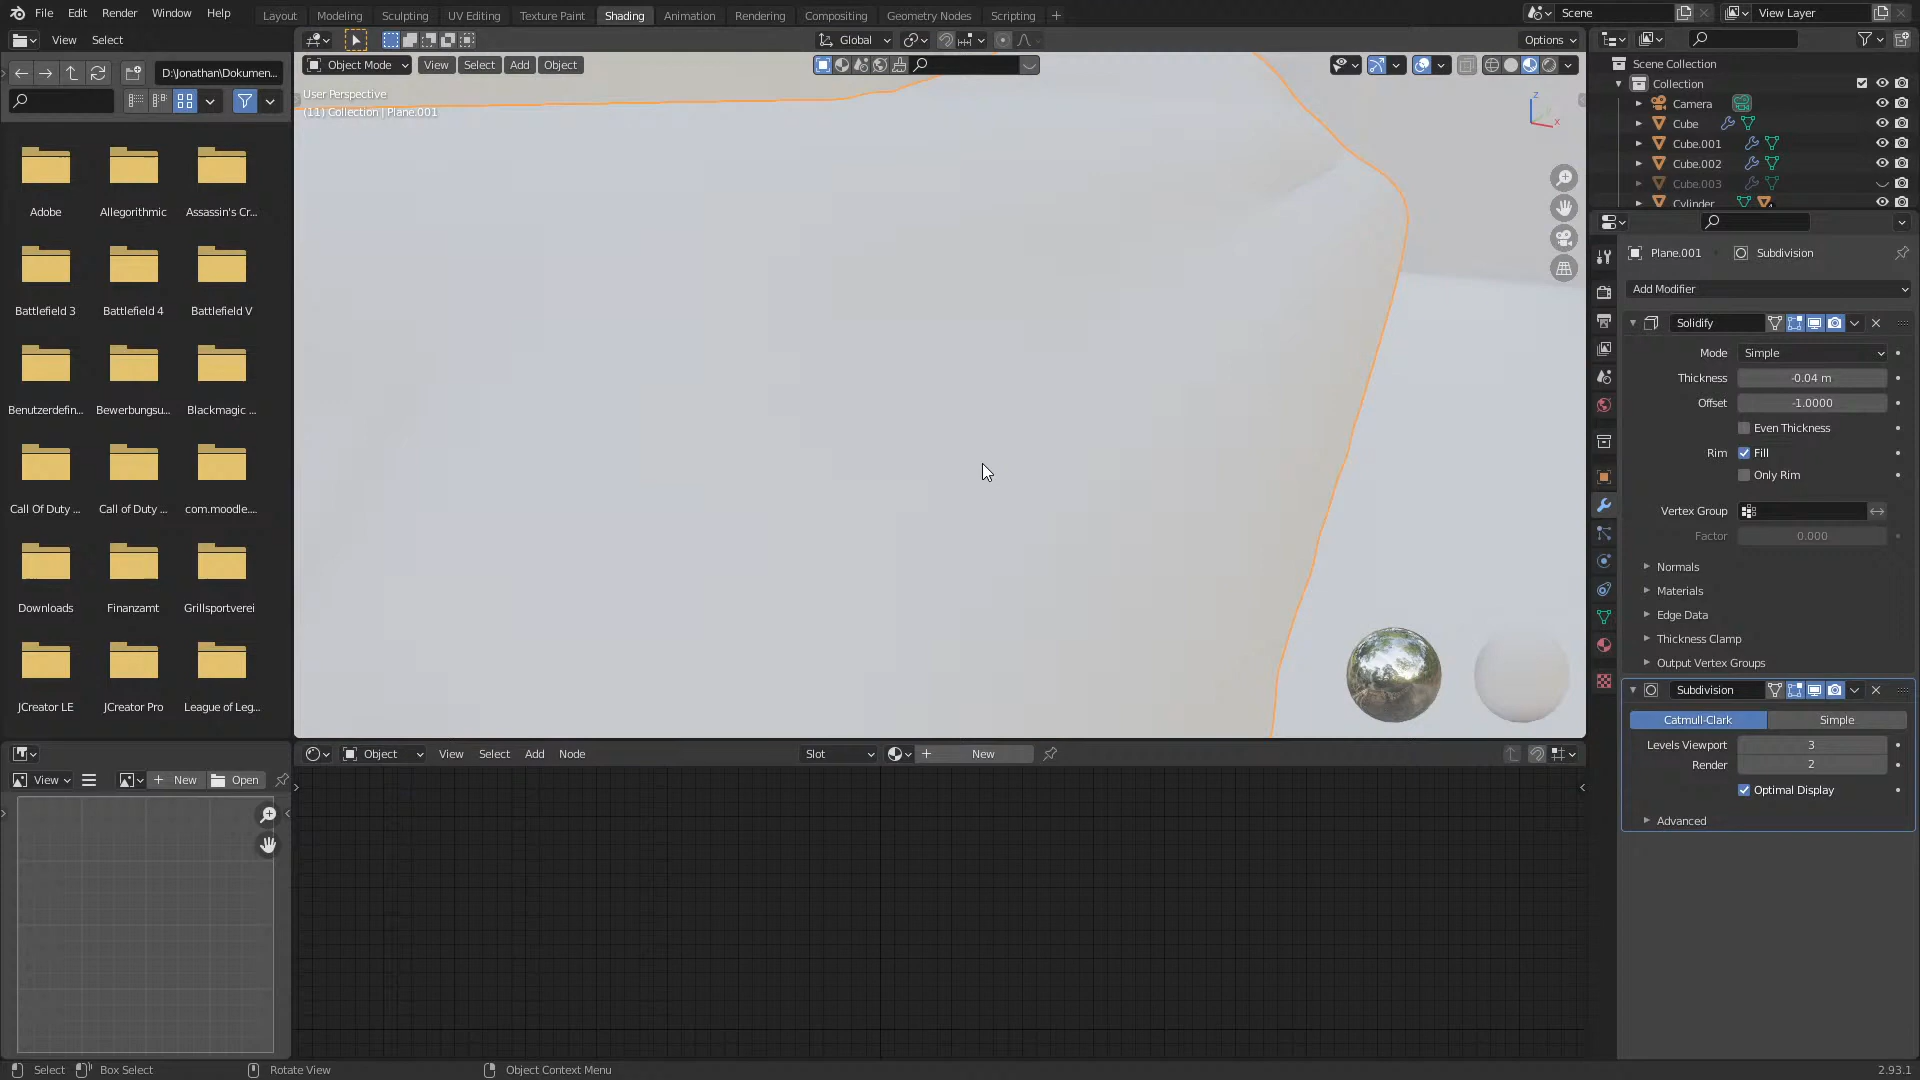 File Edit Render Window Help
Layout Modeling Sculpting UV Editing Texture Paint Shading Animation Rendering Compositing Geometry Nodes Scripting +
Scene
View Layer
View Select
Global
Options
D:\Jonathan\Dokumen...
Object Mode View Select Add Object
User Perspective
(11) Collection | Plane.001
Z
X
Adobe Allegorithmic Assassin's Cr...
Battlefield 3 Battlefield 4 Battlefield V
Benutzerdefin... Bewerbungsu... Blackmagic ...
Call Of Duty ... Call of Duty ... com.moodle....
Downloads Finanzamt Grillsportverei
JCreator LE JCreator Pro League of Leg...
Scene Collection
Collection
Camera
Cube
Cube.001
Cube.002
Cube.003
Cylinder
Plane.001 Subdivision
Add Modifier
Solidify
Mode Simple
Thickness -0.04 m
Offset -1.0000
Even Thickness
Rim Fill
Only Rim
Vertex Group
Factor 0.000
Normals
Materials
Edge Data
Thickness Clamp
Output Vertex Groups
Subdivision
Catmull-Clark Simple
Levels Viewport 3
Render 2
Optimal Display
Advanced
View + New Open
Object View Select Add Node Slot + New
Select Box Select Rotate View Object Context Menu 2.93.1